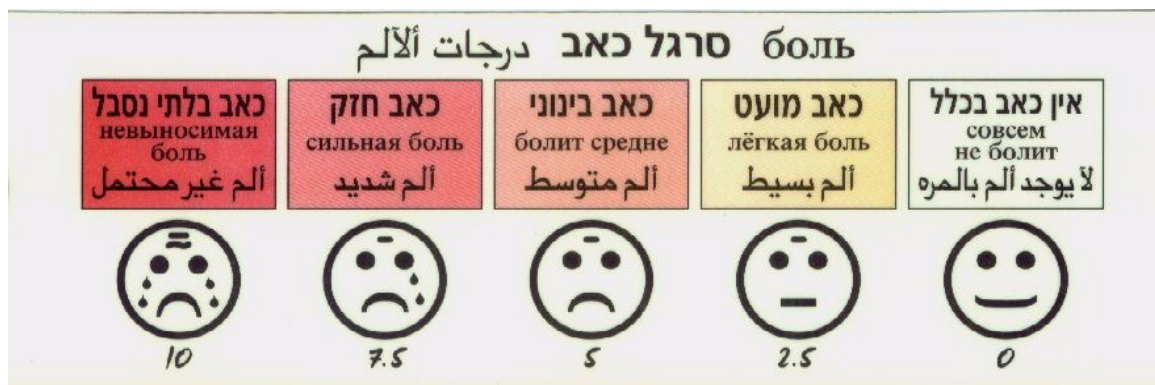 درجات ألآلم סרגל כאב боль
אין כאב בכלל
совсем
не болит
لآ يوجد ألم بالمره
כאב מועט
лёгкая боль
ألم بسيط
כאב בינוני
болит средне
ألم متوسط
כאב חזק
сильная боль
ألم شديد
כאב בלתי נסבל
невыносимая
боль
ألم غير محتمل
10 7.5 5 2.5 0